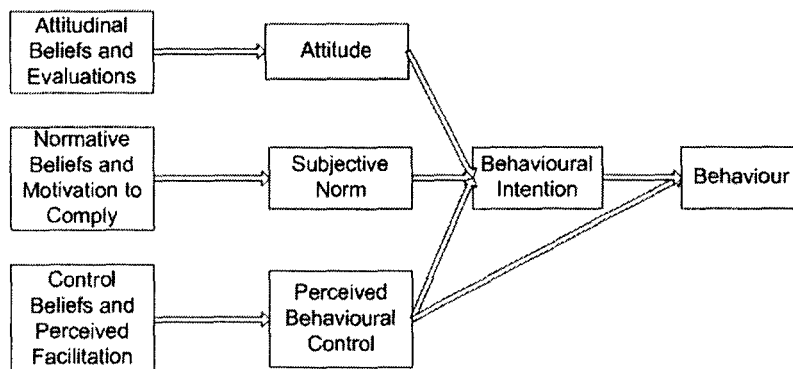 Attitudinal
Beliefs and
Evaluations
Attitude
Normative
Beliefs and
Motivation to
Comply
Subjective
Norm
Behavioural
Intention
Behaviour
Control
Beliefs and
Perceived
Facilitation
Perceived
Behavioural
Control